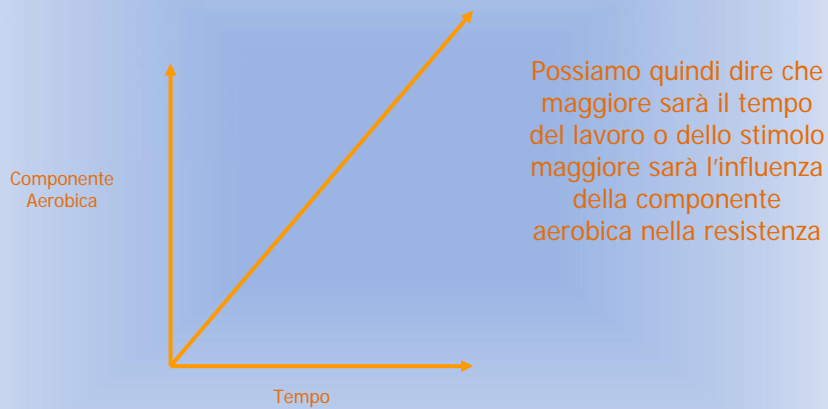 Possiamo quindi dire che
maggiore sarà il tempo
del lavoro o dello stimolo
maggiore sarà l'influenza
della componente
aerobica nella resistenza
Componente
Aerobica
Tempo